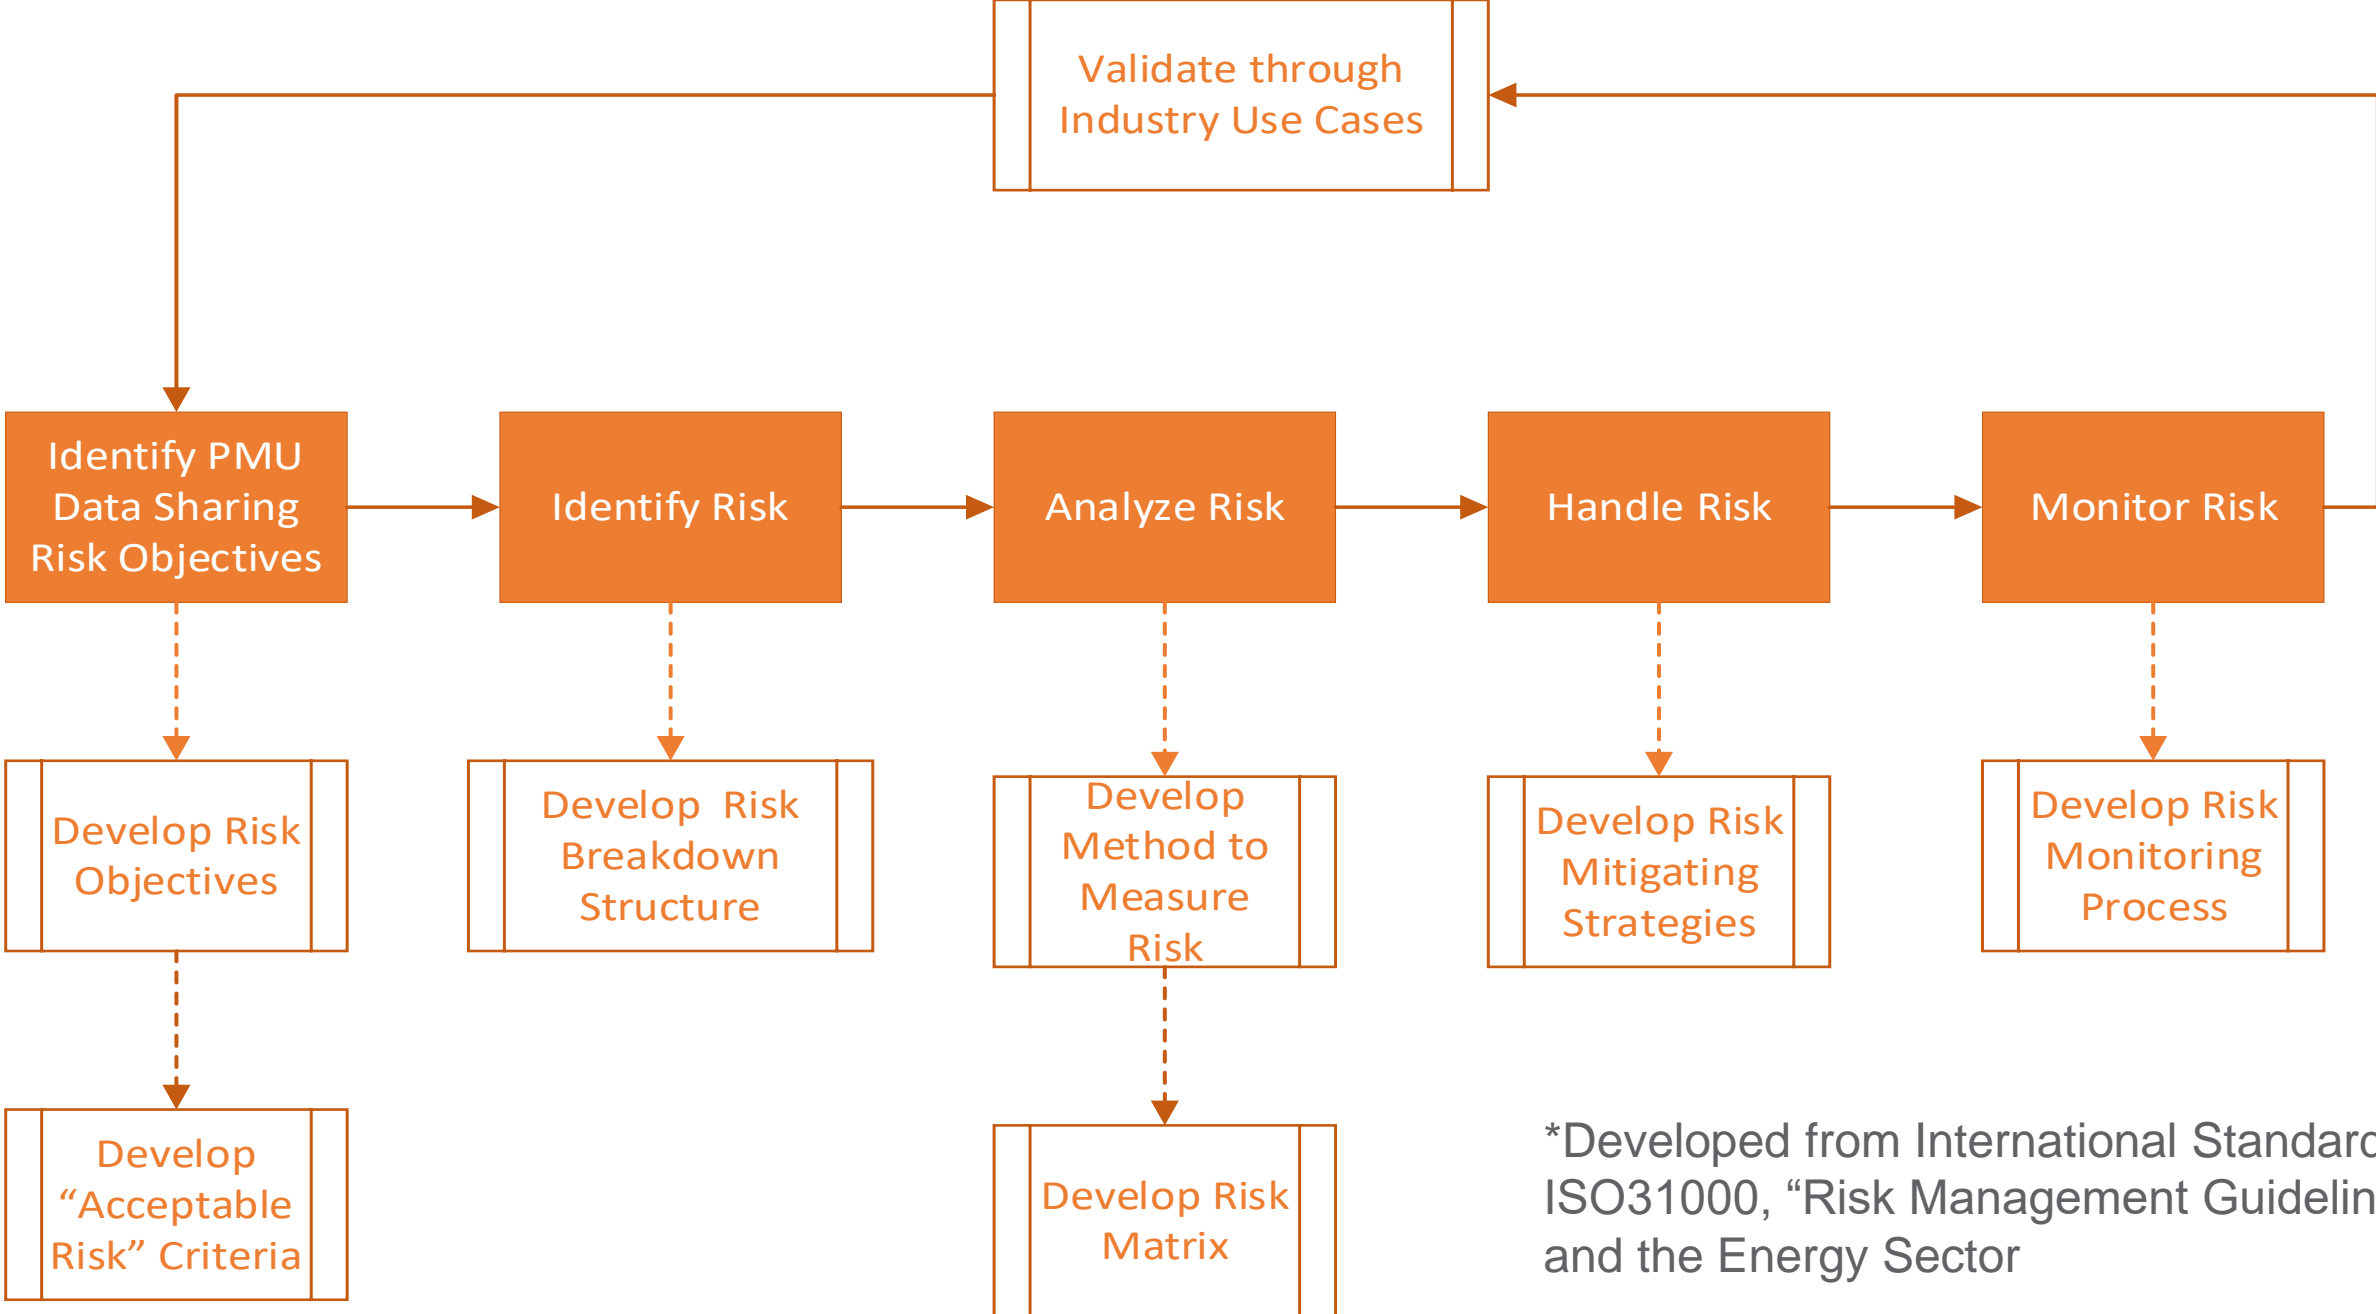 Validate through
Industry Use Cases
Identify PMU
Data Sharing
Risk Objectives
Identify Risk
Analyze Risk
Handle Risk
Monitor Risk
Develop Risk
Objectives
Develop  Risk
Breakdown
Structure
Develop
Method to
Measure
Risk
Develop Risk
Mitigating
Strategies
Develop Risk
Monitoring
Process
Develop
“Acceptable
Risk” Criteria
Develop Risk
Matrix
*Developed from International Standard
ISO31000, “Risk Management Guidelin
and the Energy Sector